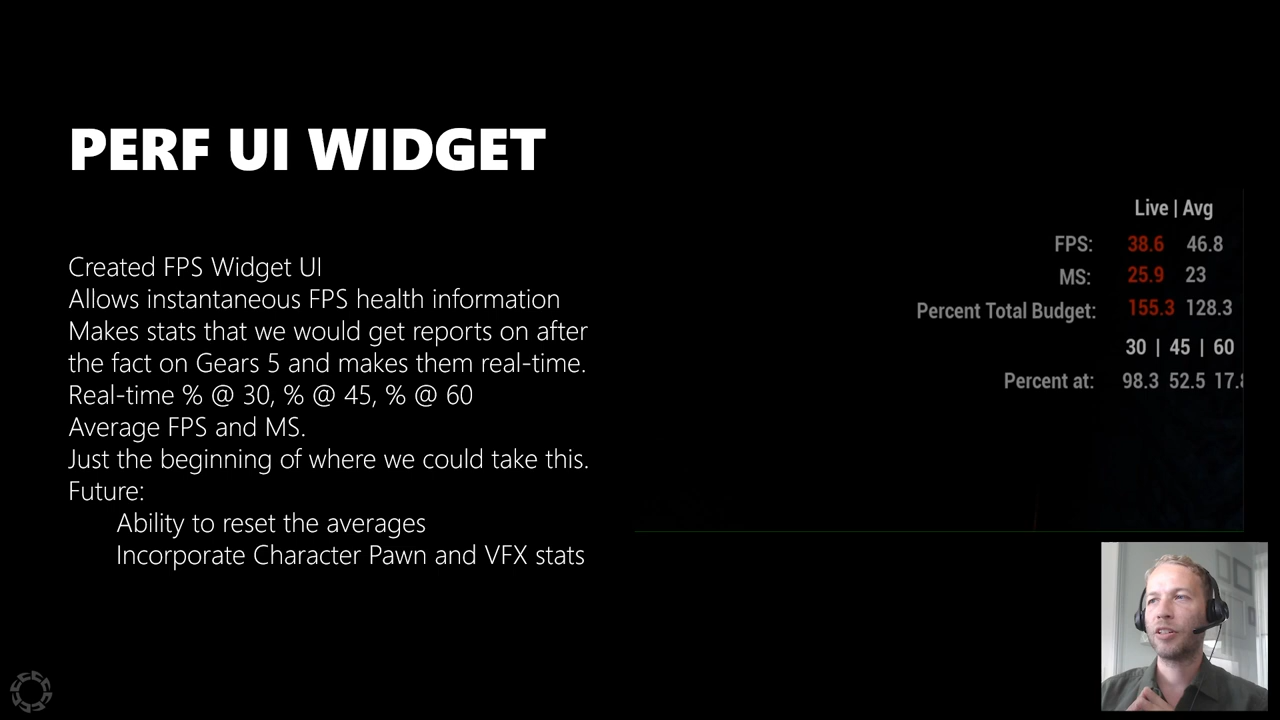 PERF UI WIDGET
Created FPS Widget UI
Allows instantaneous FPS health information
Makes stats that we would get reports on after
the fact on Gears 5 and makes them real-time.
Real-time % @ 30, % @ 45, % @ 60
Average FPS and MS.
Just the beginning of where we could take this.
Future:
Ability to reset the averages
Incorporate Character Pawn and VFX stats
Live | Avg
FPS: 38.6 46.8
MS: 25.9 23
Percent Total Budget: 155.3 128.3
30 | 45 | 60
Percent at: 98.3 52.5 17.8